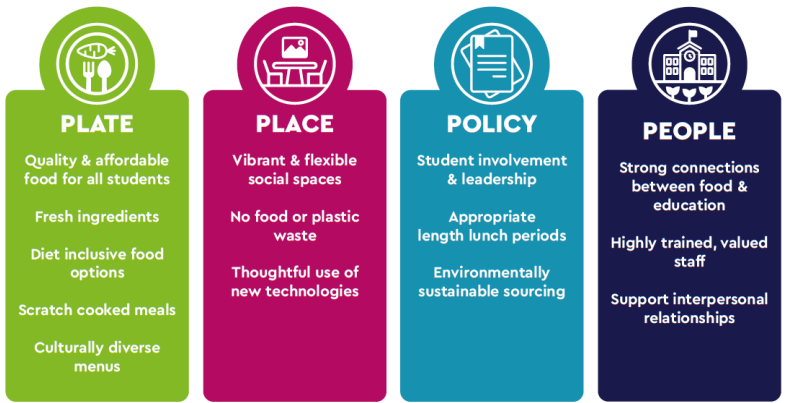 PLATE
Quality & affordable
food for all students
Fresh ingredients
Diet inclusive food
options
Scratch cooked meals
Culturally diverse
menus
PLACE
Vibrant & flexible
social spaces
No food or plastic
waste
Thoughtful use of
new technologies
POLICY
Student involvement
& leadership
Appropriate
length lunch periods
Environmentally
sustainable sourcing
PEOPLE
Strong connections
between food &
education
Highly trained, valued
staff
Support interpersonal
relationships